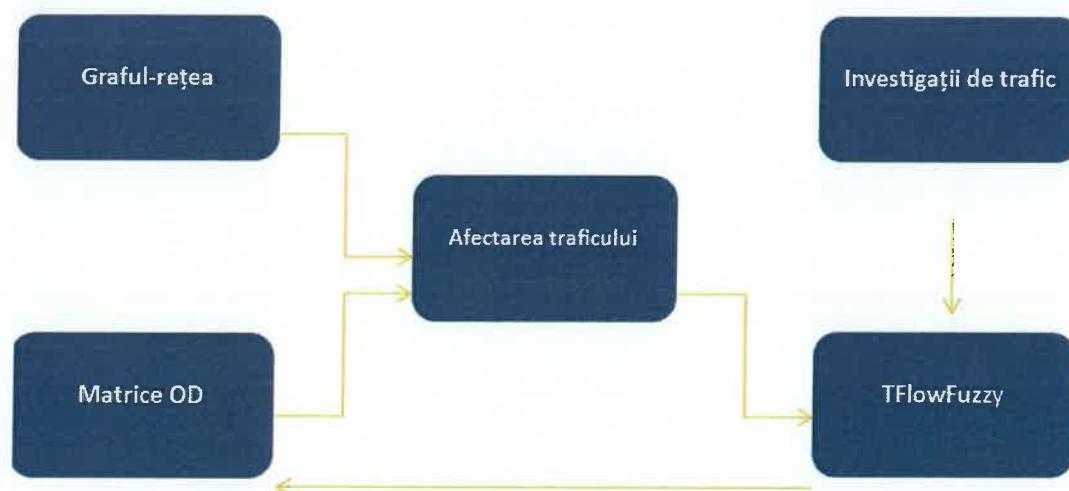 Graful-rețea
Investigații de trafic
Afectarea traficului
Matrice OD
TFlowFuzzy